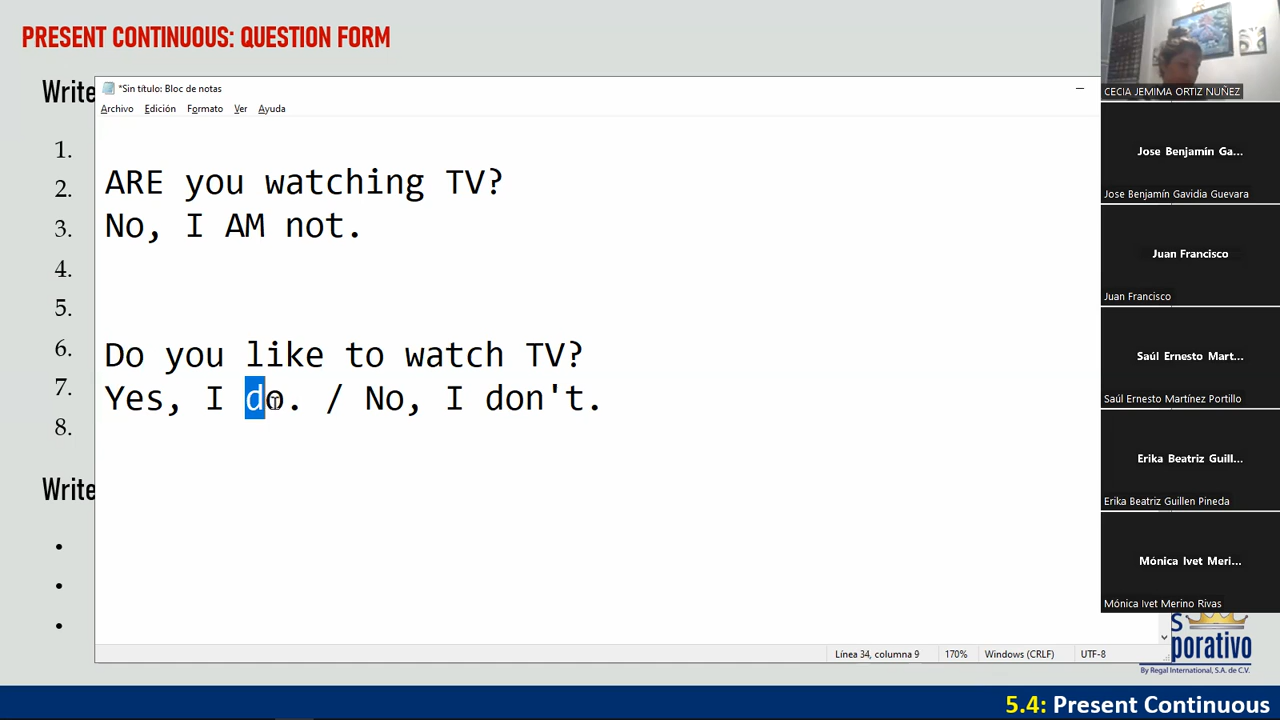 PRESENT CONTINUOUS: QUESTION FORM
Write
1.
2.
3.
4.
5.
6.
7.
8.
Write
•
•
•
*Sin título: Bloc de notas
Archivo Edición Formato Ver Ayuda
ARE you watching TV?
No, I AM not.
Do you like to watch TV?
Yes, I do. / No, I don't.
Línea 34, columna 9 170% Windows (CRLF) UTF-8
CECIA JEMIMA ORTIZ NUÑEZ
Jose Benjamín Ga...
Jose Benjamín Gavidia Guevara
Juan Francisco
Juan Francisco
Saúl Ernesto Mart...
Saúl Ernesto Martínez Portillo
Erika Beatriz Guill...
Erika Beatriz Guillen Pineda
Mónica Ivet Meri...
Mónica Ivet Merino Rivas
s
porativo
By Regal International, S.A. de C.V.
5.4: Present Continuous